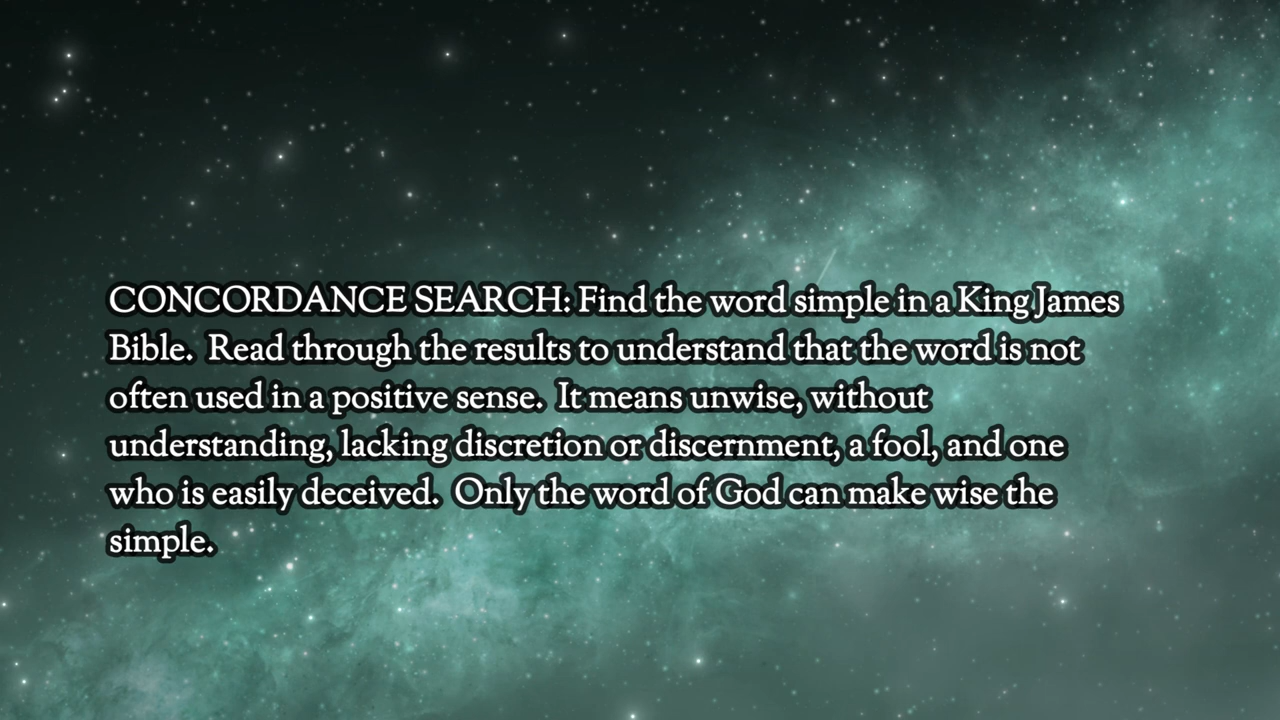 CONCORDANCE SEARCH: Find the word simple in a King James
Bible.  Read through the results to understand that the word is not
often used in a positive sense.  It means unwise, without
understanding, lacking discretion or discernment, a fool, and one
who is easily deceived.  Only the word of God can make wise the
simple.